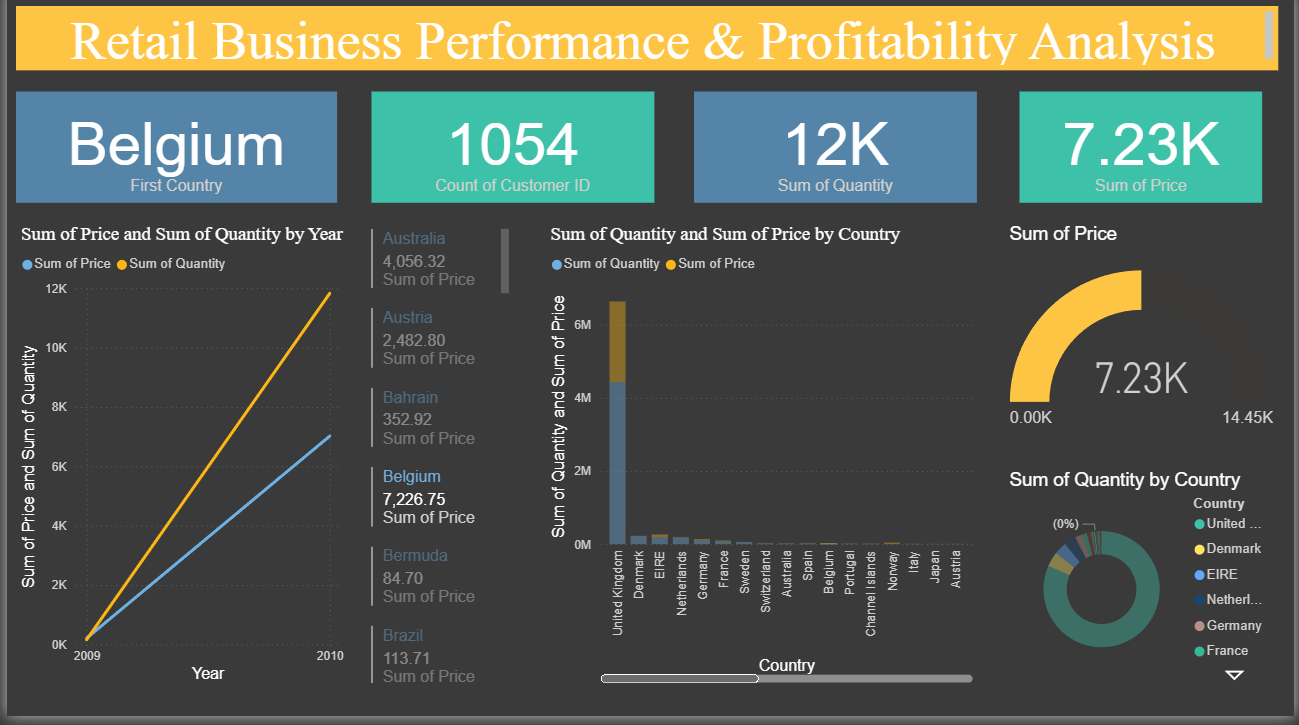 Retail Business Performance & Profitability Analysis
Belgium
First Country
1054
Count of Customer ID
12K
Sum of Quantity
7.23K
Sum of Price
Sum of Price and Sum of Quantity by Year
Sum of Price
Sum of Quantity
Sum of Price and Sum of Quantity
12K
10K
8K
6K
4K
2K
0K
2009
2010
Year
Australia
4,056.32
Sum of Price
Austria
2,482.80
Sum of Price
Bahrain
352.92
Sum of Price
Belgium
7,226.75
Sum of Price
Bermuda
84.70
Sum of Price
Brazil
113.71
Sum of Price
Sum of Quantity and Sum of Price by Country
Sum of Quantity
Sum of Price
Sum of Quantity and Sum of Price
6M
4M
2M
0M
United Kingdom
Denmark
EIRE
Netherlands
Germany
France
Sweden
Switzerland
Australia
Spain
Belgium
Portugal
Channel Islands
Norway
Italy
Japan
Austria
Country
Sum of Price
7.23K
0.00K
14.45K
Sum of Quantity by Country
(0%)
Country
United ...
Denmark
EIRE
Netherl...
Germany
France